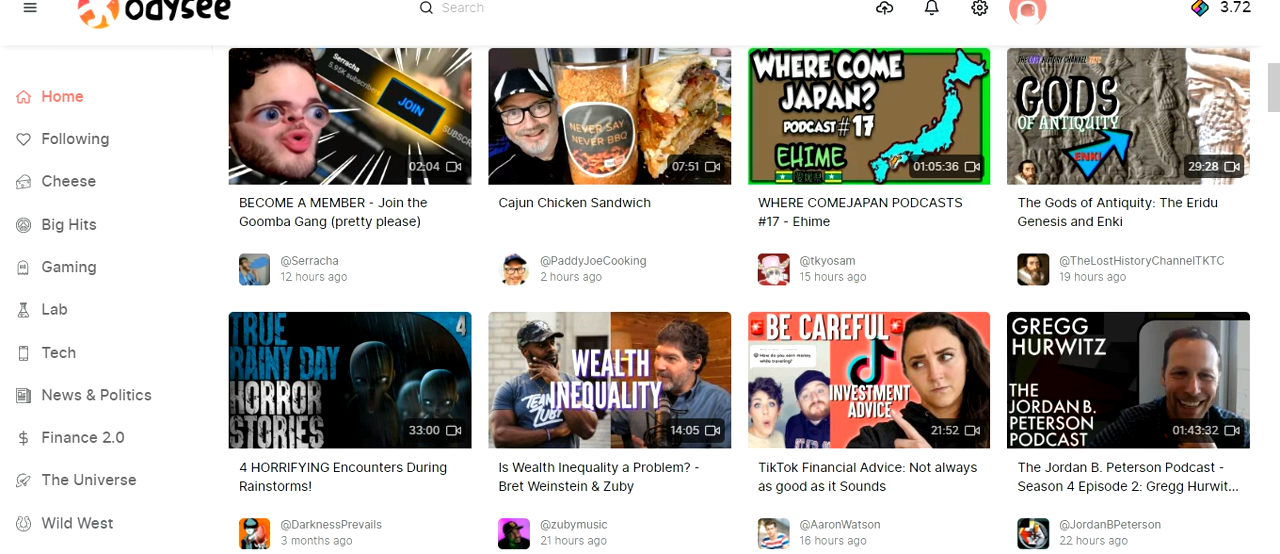 odysee
Search
3.72
Home
Following
Cheese
Big Hits
Gaming
Lab
Tech
News & Politics
Finance 2.0
The Universe
Wild West
Serracha
JOIN
02:04
BECOME A MEMBER - Join the
Goomba Gang (pretty please)
@Serracha
12 hours ago
NEVER SAY
NEVER BBQ
07:51
Cajun Chicken Sandwich
@PaddyJoeCooking
2 hours ago
WHERE COME
JAPAN?
PODCAST #17
EHIME
01:05:36
WHERE COMEJAPAN PODCASTS
#17 - Ehime
@tkyosam
15 hours ago
GODS
OF ANTIQUITY
ENKI
29:28
The Gods of Antiquity: The Eridu
Genesis and Enki
@TheLostHistoryChannelTKTC
19 hours ago
TRUE
RAINY DAY
HORROR
STORIES
4
33:00
4 HORRIFYING Encounters During
Rainstorms!
@DarknessPrevails
3 months ago
WEALTH
INEQUALITY
14:05
Is Wealth Inequality a Problem? -
Bret Weinstein & Zuby
@zubymusic
21 hours ago
BE CAREFUL
How do you earn money
while traveling?
INVESTMENT
ADVICE
21:52
TikTok Financial Advice: Not always
as good as it Sounds
@AaronWatson
16 hours ago
GREGG
HURWITZ
THE
JORDAN B.
PETERSON
PODCAST
01:43:32
The Jordan B. Peterson Podcast -
Season 4 Episode 2: Gregg Hurwit...
@JordanBPeterson
22 hours ago